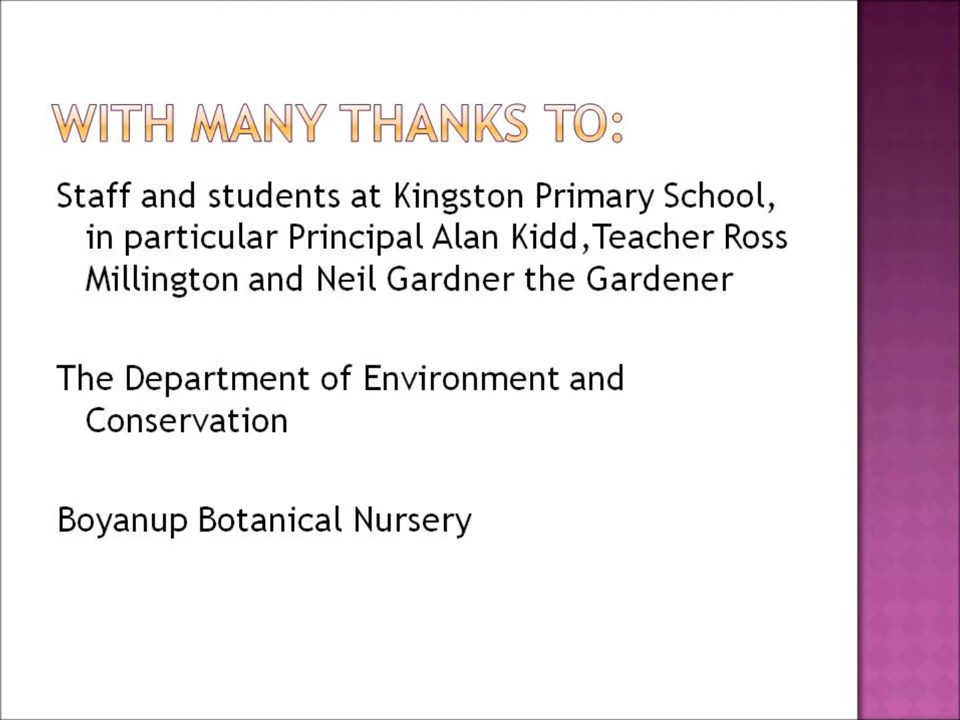 WITH MANY THANKS TO:
Staff and students at Kingston Primary School,
in particular Principal Alan Kidd,Teacher Ross
Millington and Neil Gardner the Gardener
The Department of Environment and
Conservation
Boyanup Botanical Nursery